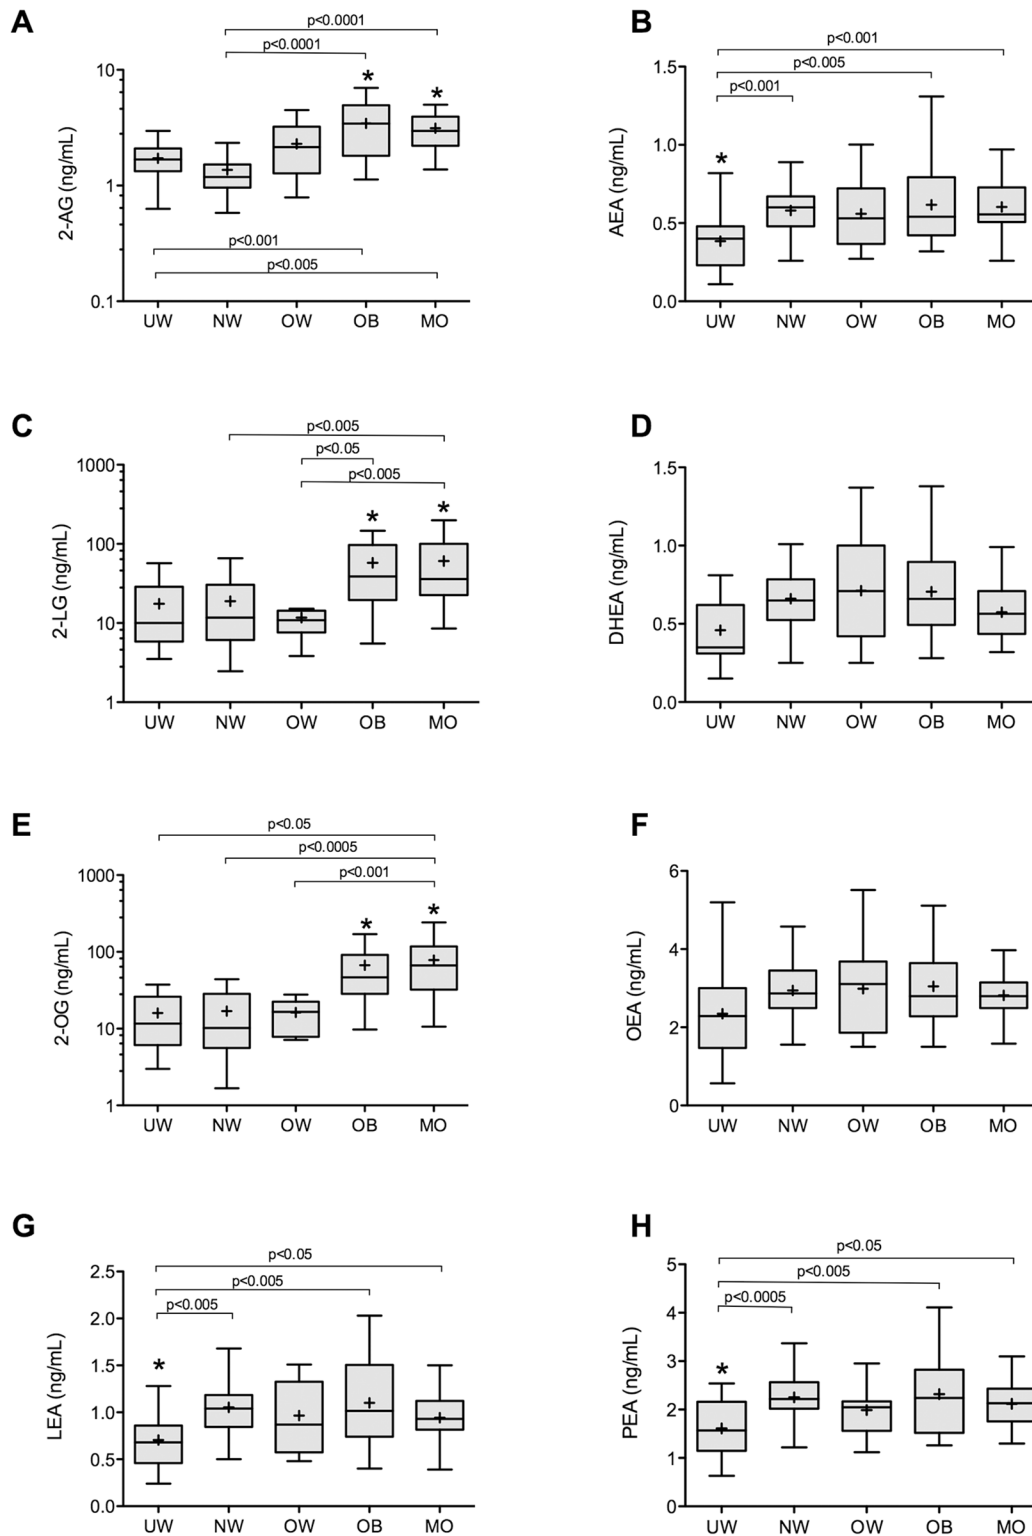 A
p<0.0001
p<0.0001
*
*
10
1
0.1
2-AG (ng/mL)
p<0.001
p<0.005
UW NW OW OB MO
B
p<0.001
p<0.005
p<0.001
*
1.5
1.0
0.5
0.0
AEA (ng/mL)
UW NW OW OB MO
C
p<0.005
p<0.05
p<0.005
*
*
1000
100
10
1
2-LG (ng/mL)
UW NW OW OB MO
D
1.5
1.0
0.5
0.0
DHEA (ng/mL)
UW NW OW OB MO
E
p<0.05
p<0.0005
p<0.001
*
*
1000
100
10
1
2-OG (ng/mL)
UW NW OW OB MO
F
6
4
2
0
OEA (ng/mL)
UW NW OW OB MO
G
p<0.05
p<0.005
p<0.005
*
2.5
2.0
1.5
1.0
0.5
0.0
LEA (ng/mL)
UW NW OW OB MO
H
p<0.05
p<0.005
p<0.0005
*
5
4
3
2
1
0
PEA (ng/mL)
UW NW OW OB MO